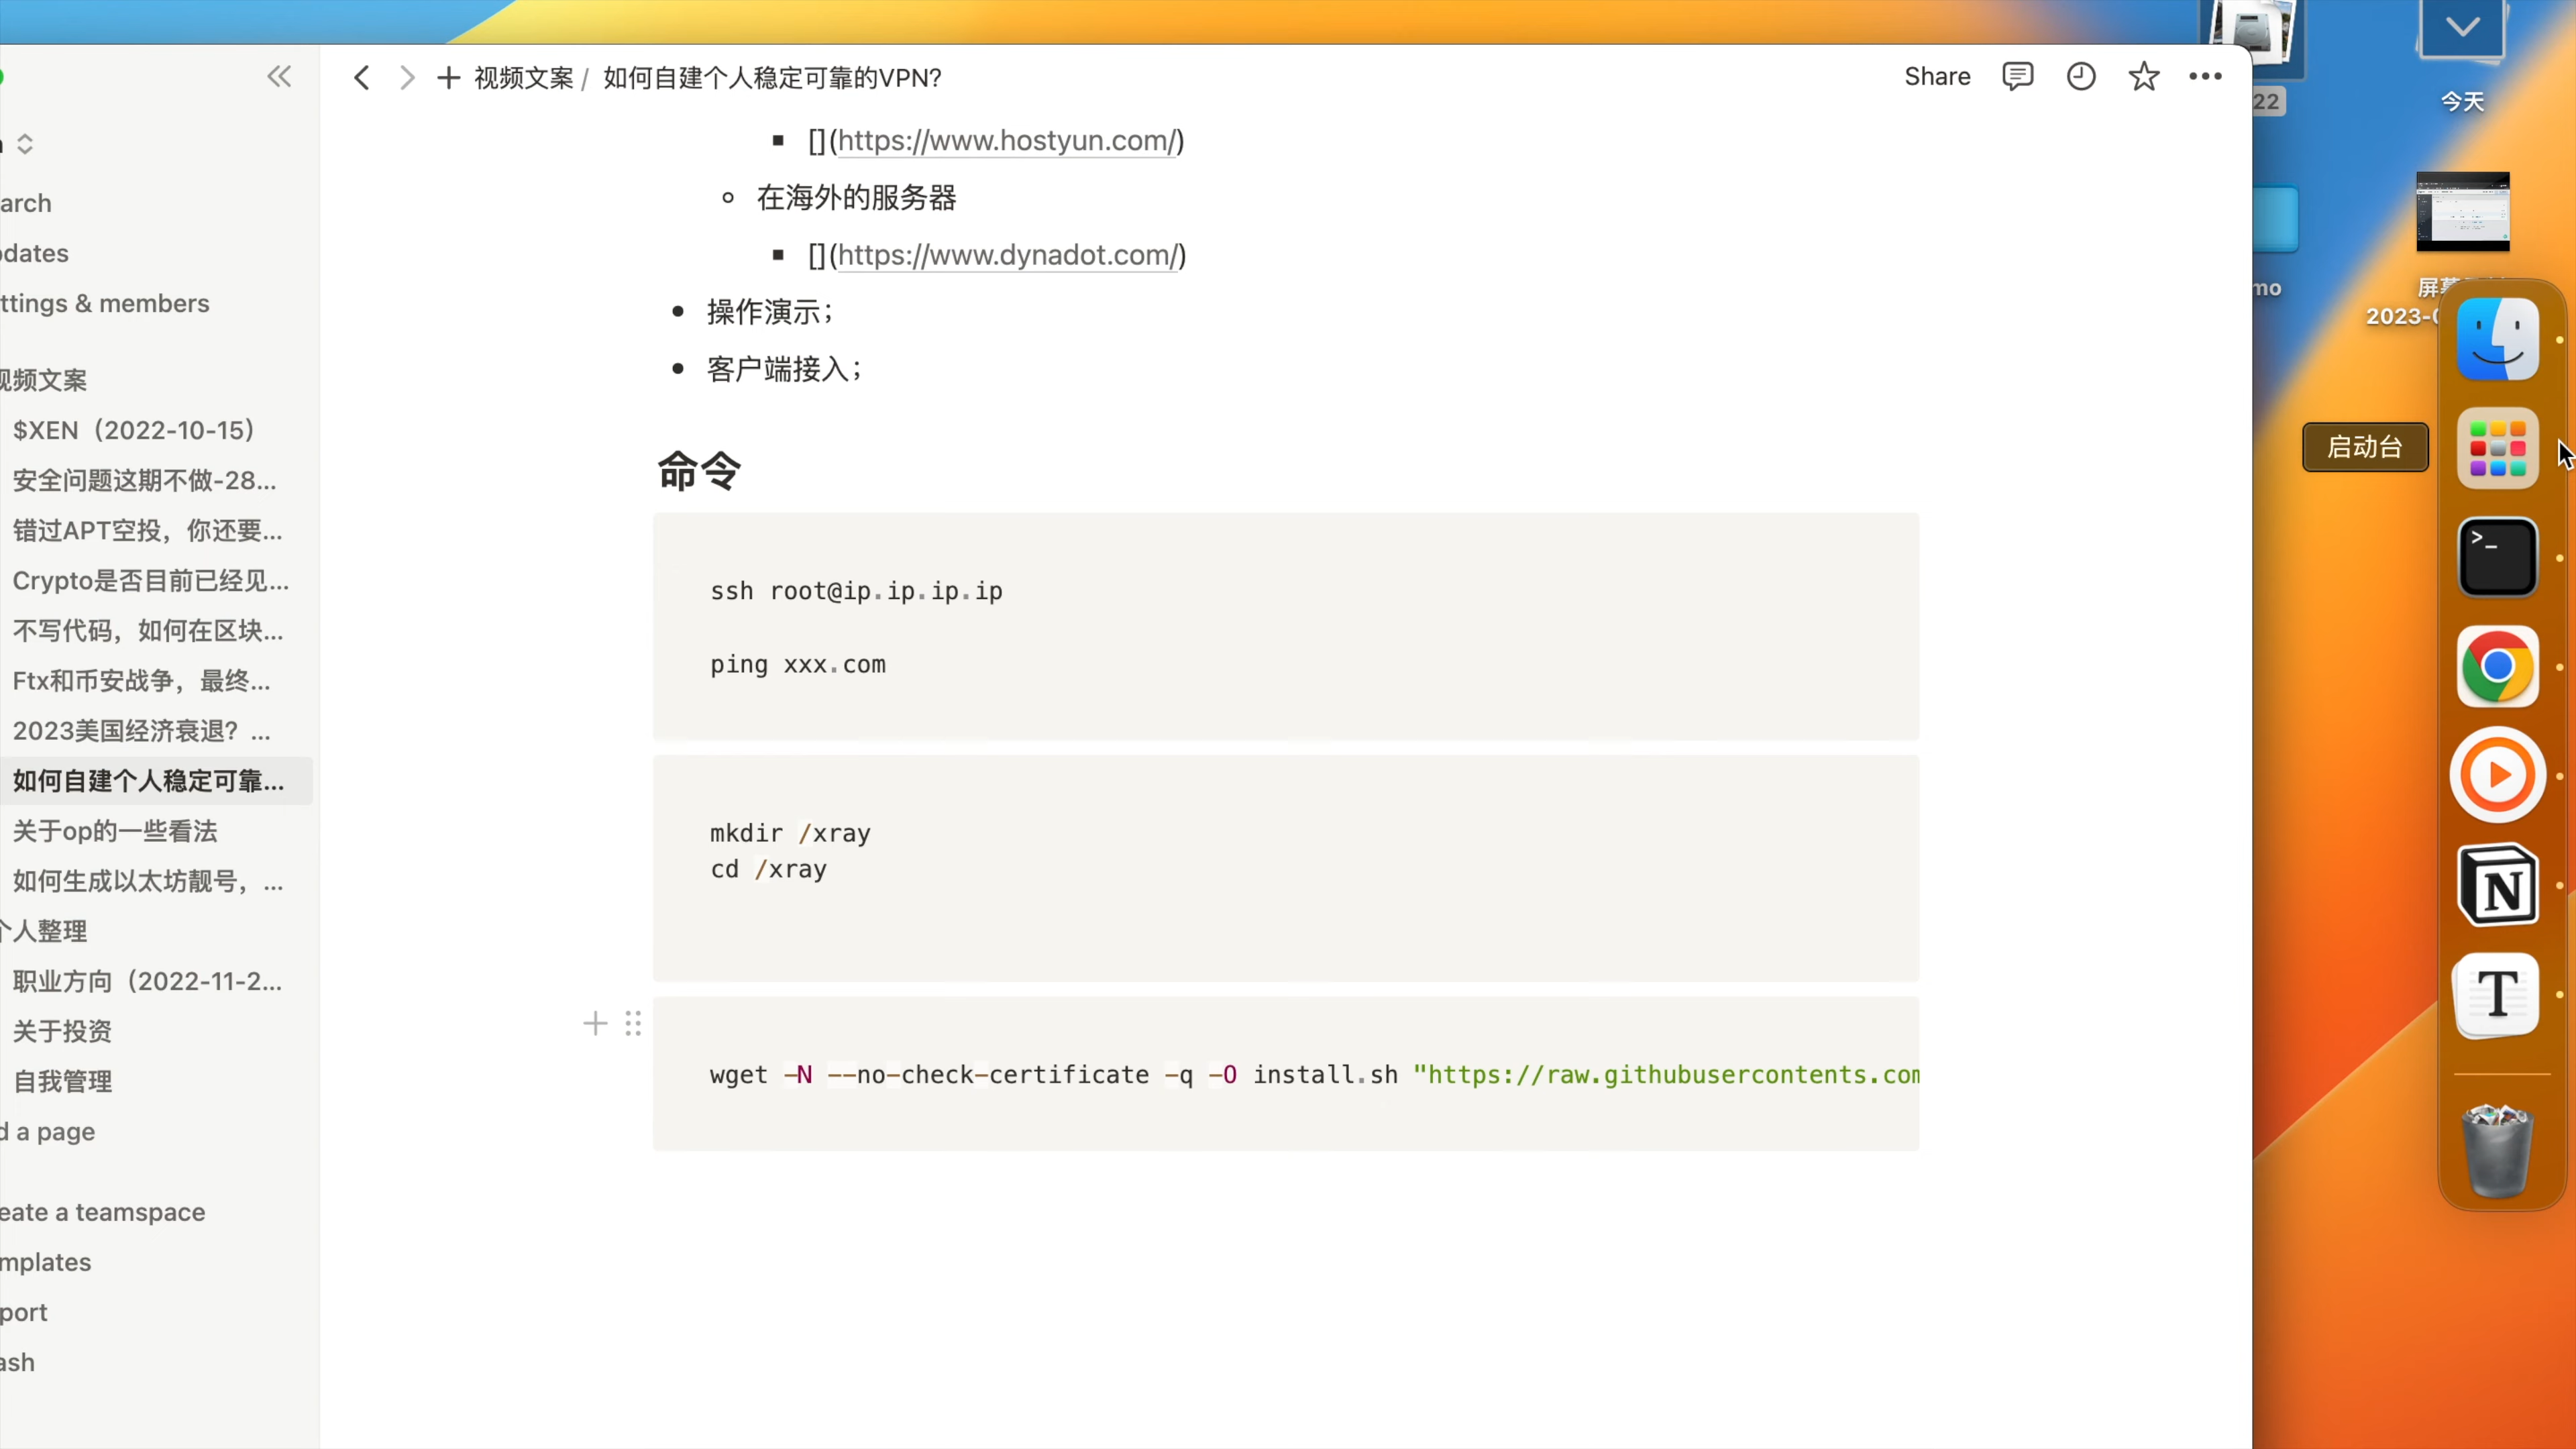 视频文案 / 如何自建个人稳定可靠的VPN?
Share
[](https://www.hostyun.com/)
在海外的服务器
[](https://www.dynadot.com/)
操作演示；
客户端接入；
命令
ssh root@ip.ip.ip.ip
ping xxx.com
mkdir /xray
cd /xray
wget -N --no-check-certificate -q -O install.sh "https://raw.githubusercontents.com
arch
dates
ttings & members
视频文案
$XEN（2022-10-15）
安全问题这期不做-28...
错过APT空投，你还要...
Crypto是否目前已经见...
不写代码，如何在区块...
Ftx和币安战争，最终...
2023美国经济衰退？...
如何自建个人稳定可靠...
关于op的一些看法
如何生成以太坊靓号，...
个人整理
职业方向（2022-11-2...
关于投资
自我管理
d a page
eate a teamspace
mplates
port
ash
22
今天
mo
2023-0
启动台